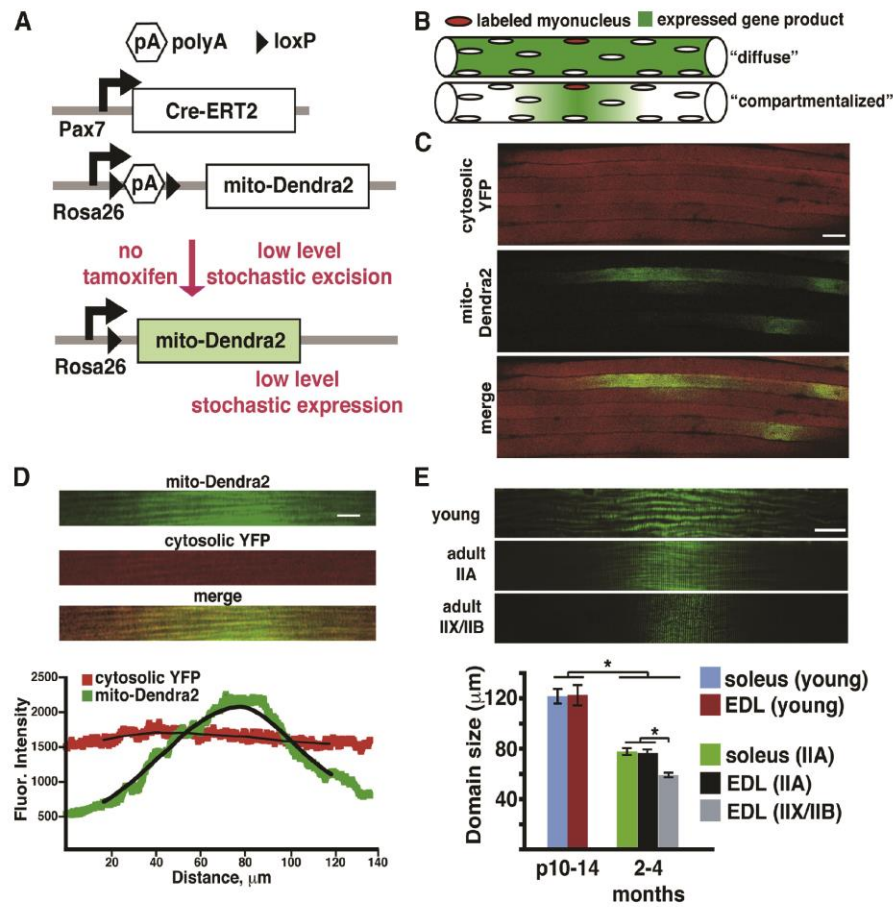 A
pA polyA loxP
Cre-ERT2
Pax7
pA
mito-Dendra2
Rosa26
no
tamoxifen
low level
stochastic excision
mito-Dendra2
Rosa26
low level
stochastic expression
B
labeled myonucleus expressed gene product
"diffuse"
"compartmentalized"
C
cytosolic
YFP
mito-
Dendra2
merge
D
mito-Dendra2
cytosolic YFP
merge
2500
2000
1500
1000
500
Fluor. Intensity
cytosolic YFP
mito-Dendra2
20 40 60 80 100 120 140
Distance, μm
E
young
adult
IIA
adult
IIX/IIB
Domain size (μm)
120
80
40
* 
*
p10-14 2-4
months
soleus (young)
EDL (young)
soleus (IIA)
EDL (IIA)
EDL (IIX/IIB)